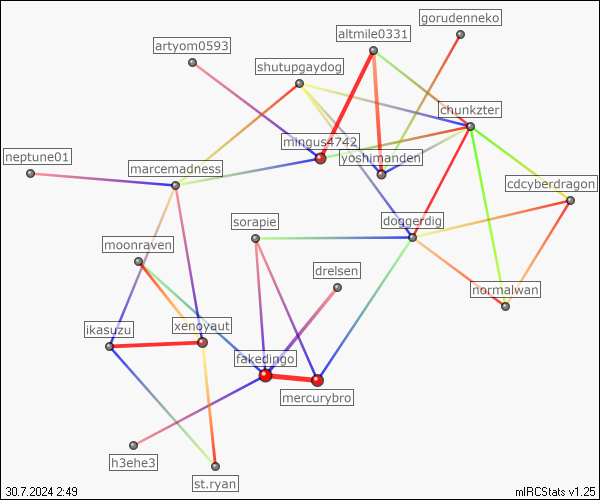 gorudenneko
altmile0331
artyom0593
shutupgaydog
chunkzter
mingus4742
yoshimanden
neptune01
marcemadness
cdcyberdragon
sorapie
doggerdig
moonraven
drelsen
normalwan
ikasuzu
xenoyaut
fakedingo
mercurybro
h3ehe3
st.ryan
30.7.2024 2:49
mIRCStats v1.25